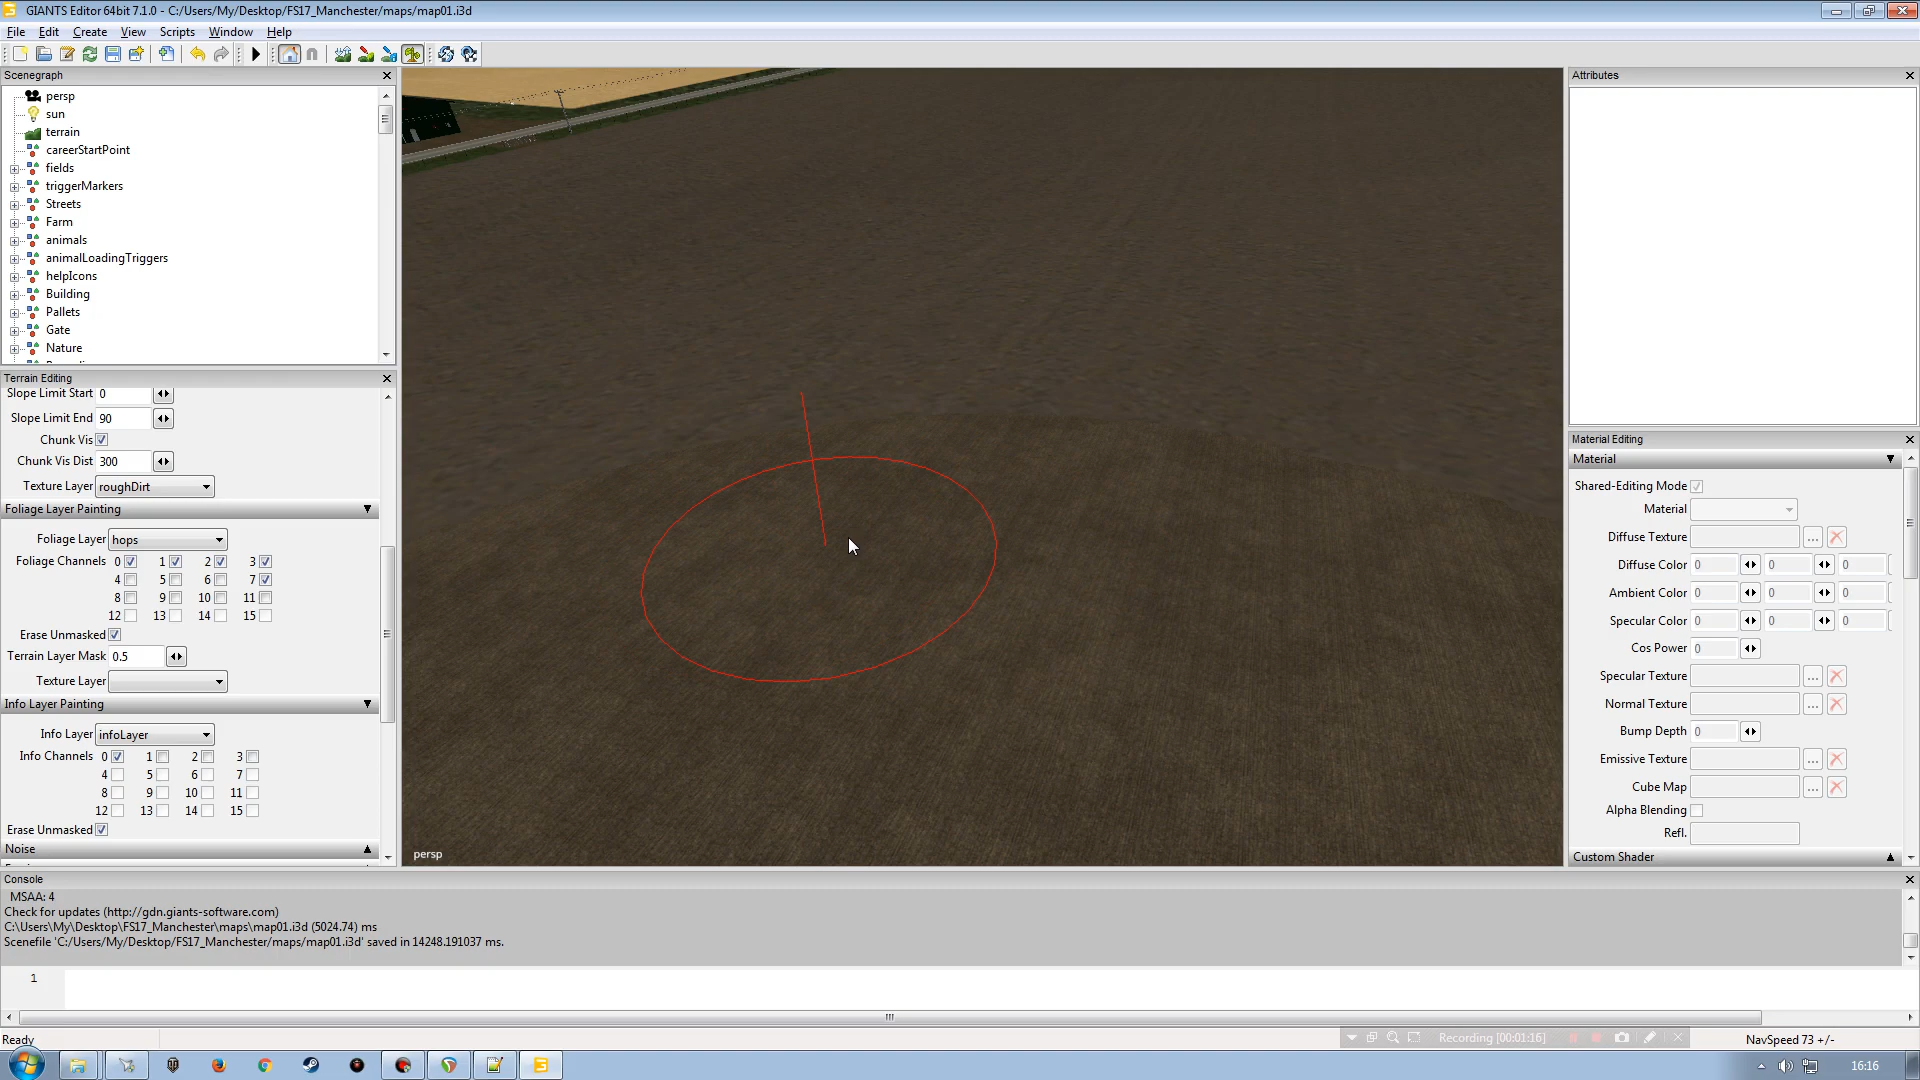 GIANTS Editor 64bit 7.1.0 - C:/Users/My/Desktop/FS17_Manchester/maps/map01.i3d
File Edit Create View Scripts Window Help
Scenegraph
persp
sun
terrain
careerStartPoint
fields
triggerMarkers
Streets
Farm
animals
animalLoadingTriggers
helpIcons
Building
Pallets
Gate
Nature
Terrain Editing
Slope Limit Start 0
Slope Limit End 90
Chunk Vis
Chunk Vis Dist 300
Texture Layer roughDirt
Foliage Layer Painting
Foliage Layer hops
Foliage Channels 0 1 2 3
4 5 6 7
8 9 10 11
12 13 14 15
Erase Unmasked
Terrain Layer Mask 0.5
Texture Layer
Info Layer Painting
Info Layer infoLayer
Info Channels 0 1 2 3
4 5 6 7
8 9 10 11
12 13 14 15
Erase Unmasked
Noise
persp
Attributes
Material Editing
Material
Shared-Editing Mode
Material
Diffuse Texture ...
Diffuse Color 0 0 0
Ambient Color 0 0 0
Specular Color 0 0 0
Cos Power 0
Specular Texture ...
Normal Texture ...
Bump Depth 0
Emissive Texture ...
Cube Map ...
Alpha Blending
Refl.
Custom Shader
Console
MSAA: 4
Check for updates (http://gdn.giants-software.com)
C:\Users\My\Desktop\FS17_Manchester\maps\map01.i3d (5024.74) ms
Scenefile 'C:/Users/My/Desktop/FS17_Manchester/maps/map01.i3d' saved in 14248.191037 ms.
1
Ready
Recording [00:01:16]
NavSpeed 73 +/-
16:16